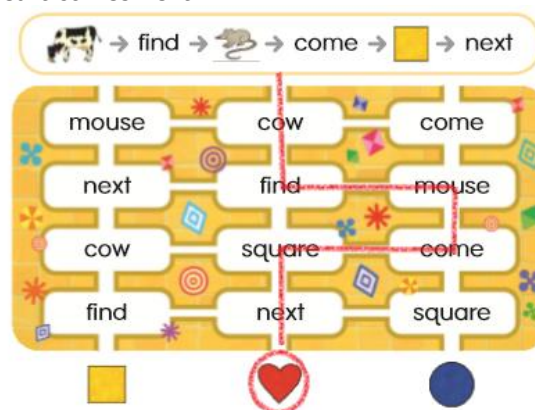 find come next
mouse cow come
next find mouse
cow square come
find next square